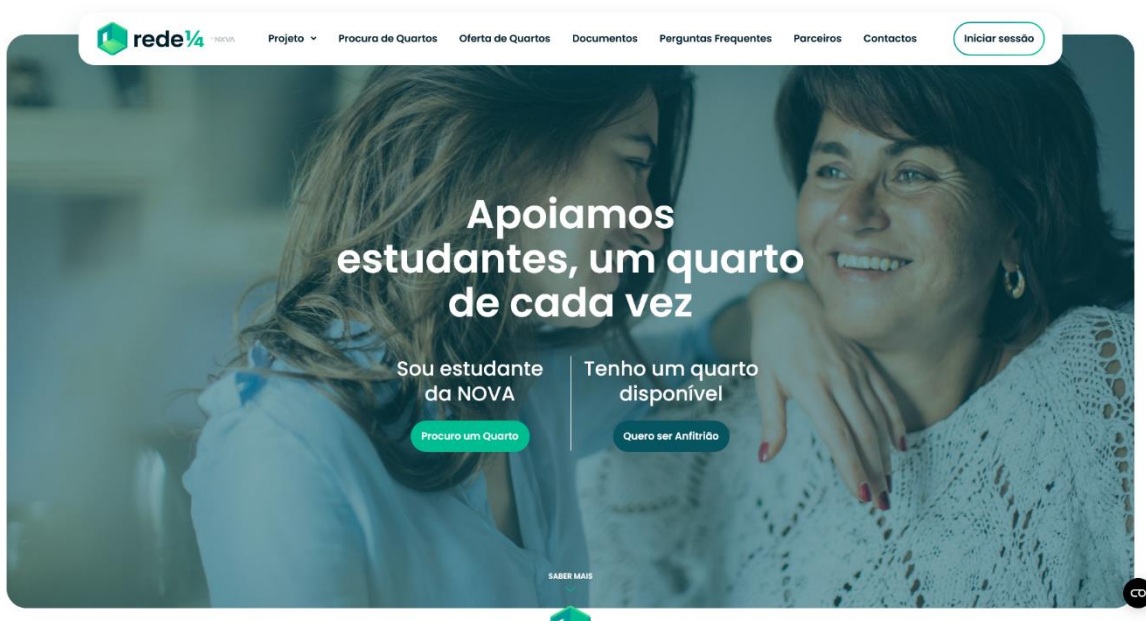 rede¼ NOVA
Projeto
Procura de Quartos
Oferta de Quartos
Documentos
Perguntas Frequentes
Parceiros
Contactos
Iniciar sessão
Apoiamos
estudantes, um quarto
de cada vez
Sou estudante
da NOVA
Procuro um Quarto
Tenho um quarto
disponível
Quero ser Anfitrião
SABER MAIS